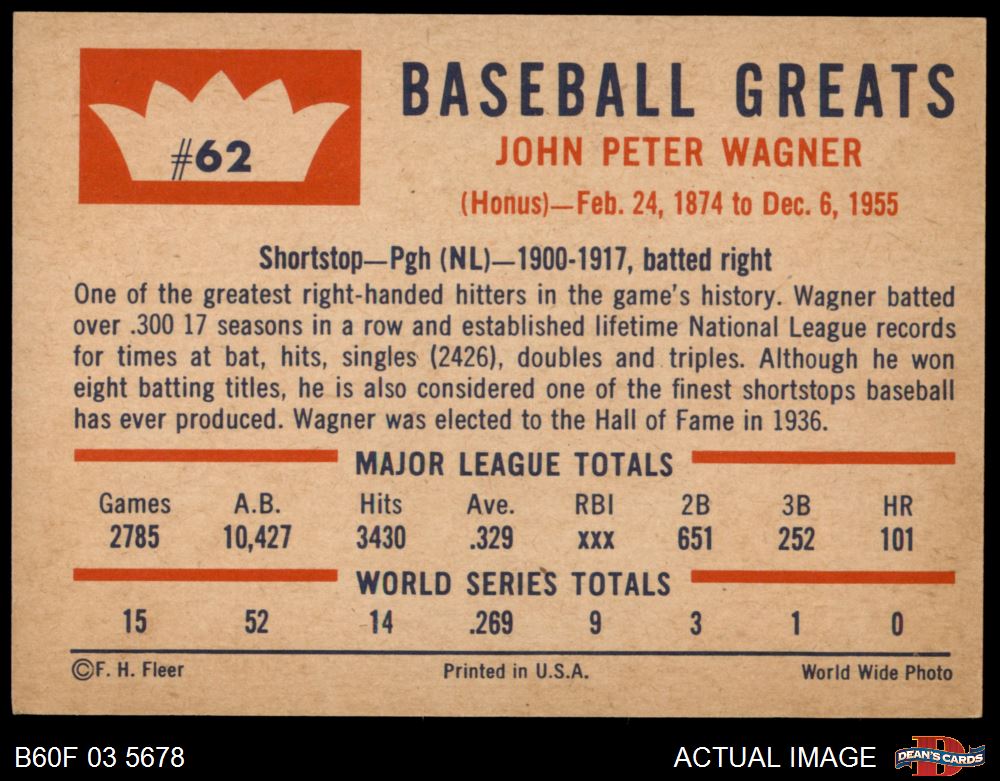 #62
BASEBALL GREATS
JOHN PETER WAGNER
(Honus)—Feb. 24, 1874 to Dec. 6, 1955
Shortstop—Pgh (NL)—1900-1917, batted right
One of the greatest right-handed hitters in the game's history. Wagner batted
over .300 17 seasons in a row and established lifetime National League records
for times at bat, hits, singles (2426), doubles and triples. Although he won
eight batting titles, he is also considered one of the finest shortstops baseball
has ever produced. Wagner was elected to the Hall of Fame in 1936.
MAJOR LEAGUE TOTALS
Games A.B. Hits Ave. RBI 2B 3B HR
2785 10,427 3430 .329 xxx 651 252 101
WORLD SERIES TOTALS
15 52 14 .269 9 3 1 0
©F. H. Fleer Printed in U.S.A. World Wide Photo
B60F 03 5678 ACTUAL IMAGE D DEAN'S CARDS